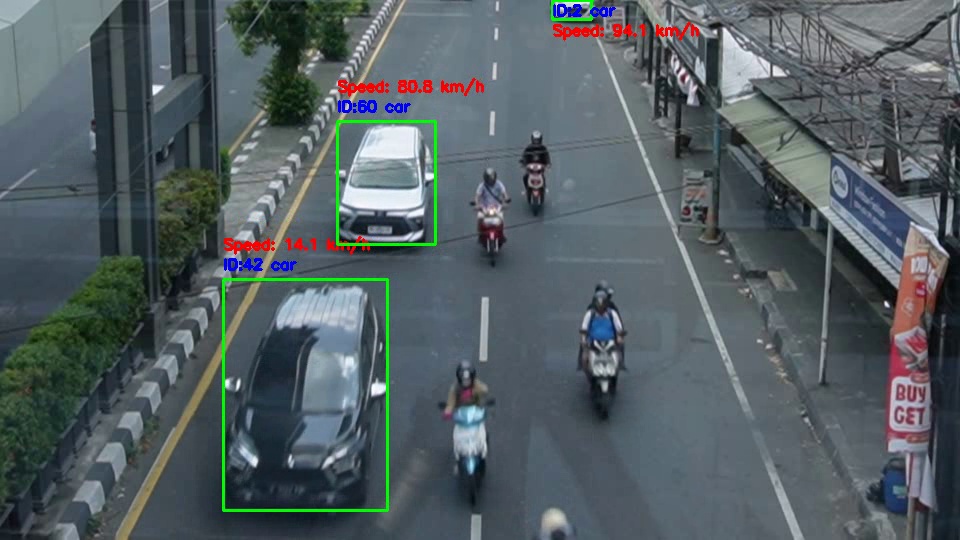 ID:2 car
Speed: 94.1 km/h
Speed: 80.8 km/h
ID:60 car
Speed: 14.1 km/h
ID:42 car
BUY
GET